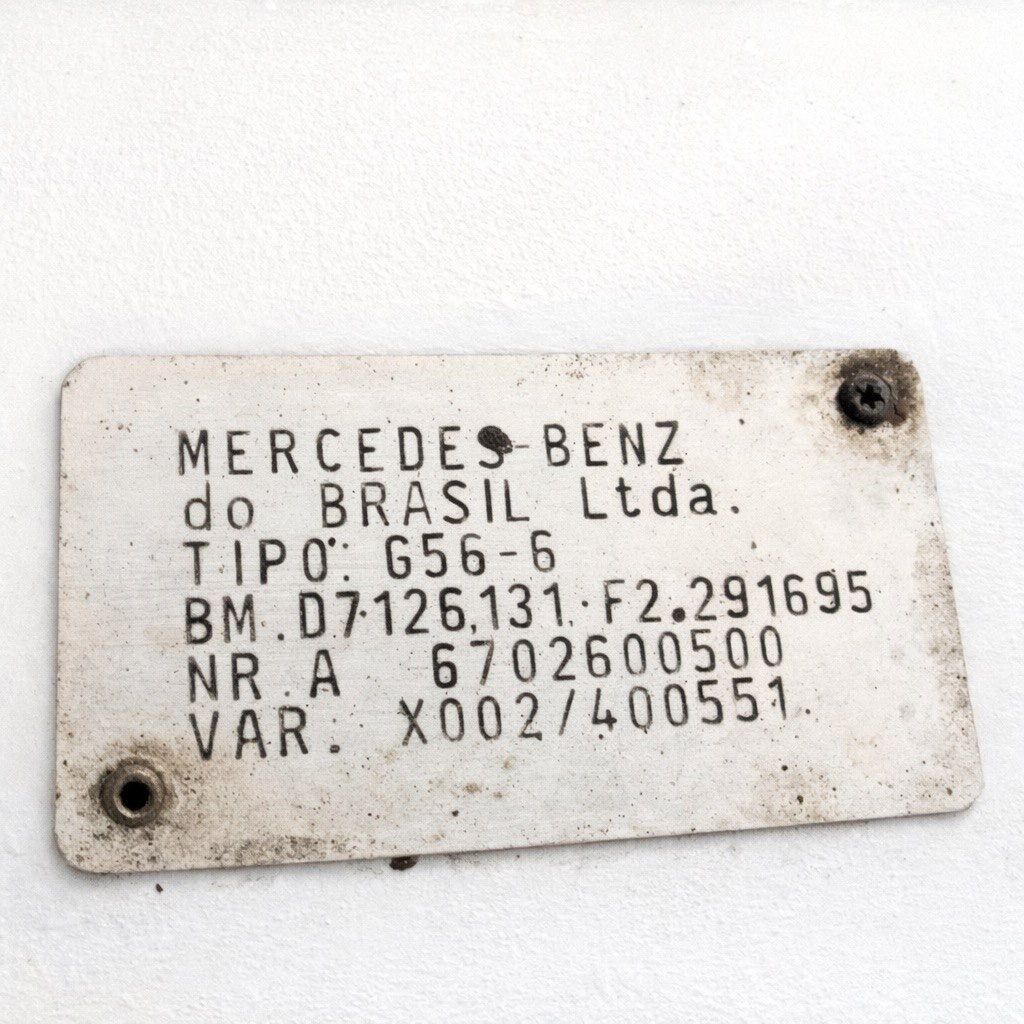 MERCEDES-BENZ
do BRASIL Ltda.
TIPO: G56-6
BM.D7.126,131. F2.291695
NR.A 6702600500
VAR. X002/400551.